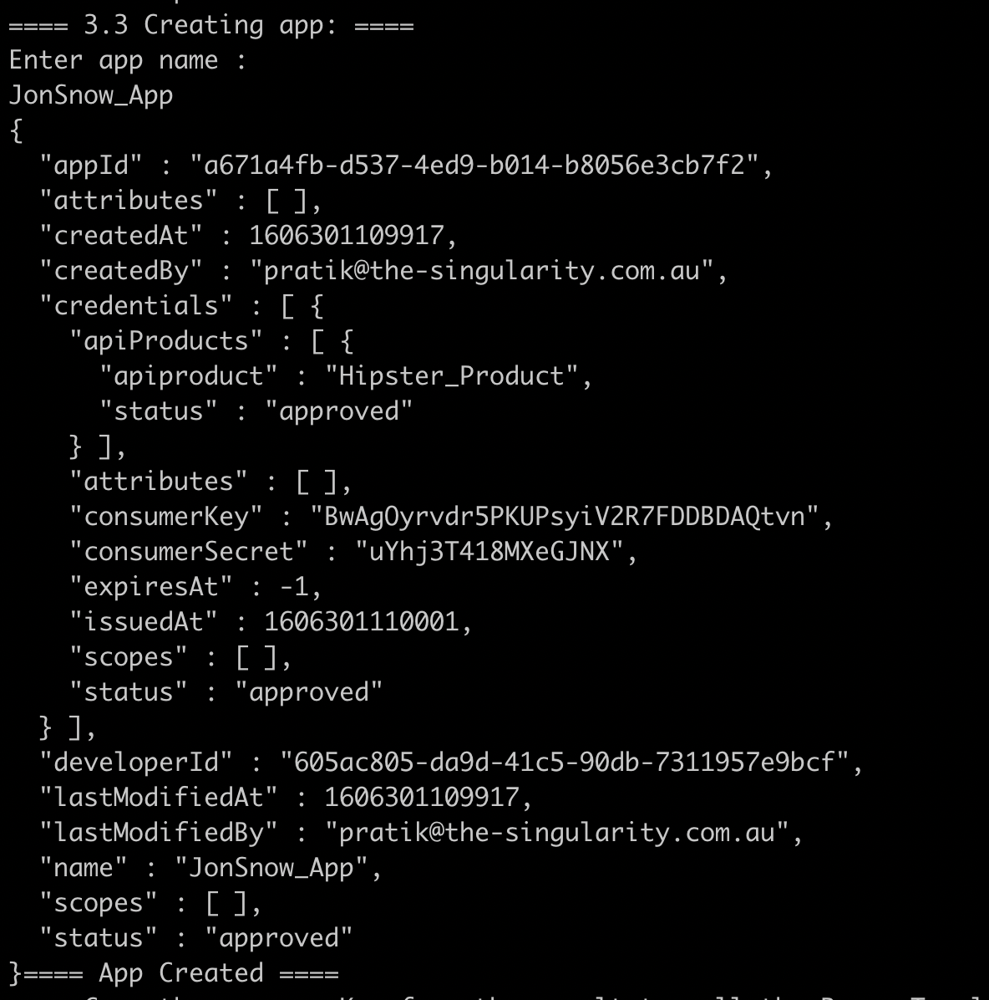 ==== 3.3 Creating app: ====
Enter app name :
JonSnow_App
{
  "appId" : "a671a4fb-d537-4ed9-b014-b8056e3cb7f2",
  "attributes" : [ ],
  "createdAt" : 1606301109917,
  "createdBy" : "pratik@the-singularity.com.au",
  "credentials" : [ {
    "apiProducts" : [ {
      "apiproduct" : "Hipster_Product",
      "status" : "approved"
    } ],
    "attributes" : [ ],
    "consumerKey" : "BwAgOyrvdr5PKUPsyiV2R7FDDBDAQtvn",
    "consumerSecret" : "uYhj3T418MXeGJNX",
    "expiresAt" : -1,
    "issuedAt" : 1606301110001,
    "scopes" : [ ],
    "status" : "approved"
  } ],
  "developerId" : "605ac805-da9d-41c5-90db-7311957e9bcf",
  "lastModifiedAt" : 1606301109917,
  "lastModifiedBy" : "pratik@the-singularity.com.au",
  "name" : "JonSnow_App",
  "scopes" : [ ],
  "status" : "approved"
}==== App Created ====